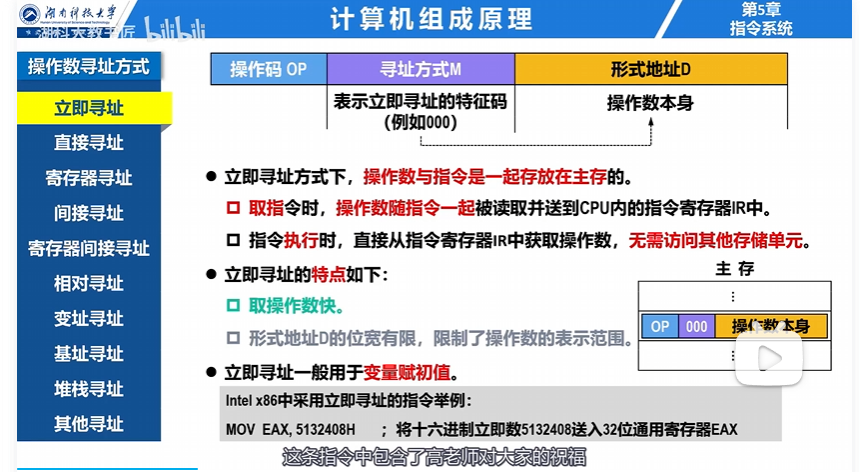 湖南科技大学
Hunan University of Science and Technology
湖科大教书匠 bilibili
计算机组成原理
第5章
指令系统
操作数寻址方式
立即寻址
直接寻址
寄存器寻址
间接寻址
寄存器间接寻址
相对寻址
变址寻址
基址寻址
堆栈寻址
其他寻址
操作码 OP 寻址方式M 形式地址D
表示立即寻址的特征码 操作数本身
(例如000)
● 立即寻址方式下,操作数与指令是一起存放在主存的。
□ 取指令时,操作数随指令一起被读取并送到CPU内的指令寄存器IR中。
□ 指令执行时,直接从指令寄存器IR中获取操作数,无需访问其他存储单元。
● 立即寻址的特点如下:
□ 取操作数快。
□ 形式地址D的位宽有限,限制了操作数的表示范围。
主 存
⋮
OP 000 操作数本身
⋮
● 立即寻址一般用于变量赋初值。
Intel x86中采用立即寻址的指令举例:
MOV EAX, 5132408H ;将十六进制立即数5132408送入32位通用寄存器EAX
这条指令中包含了高老师对大家的祝福